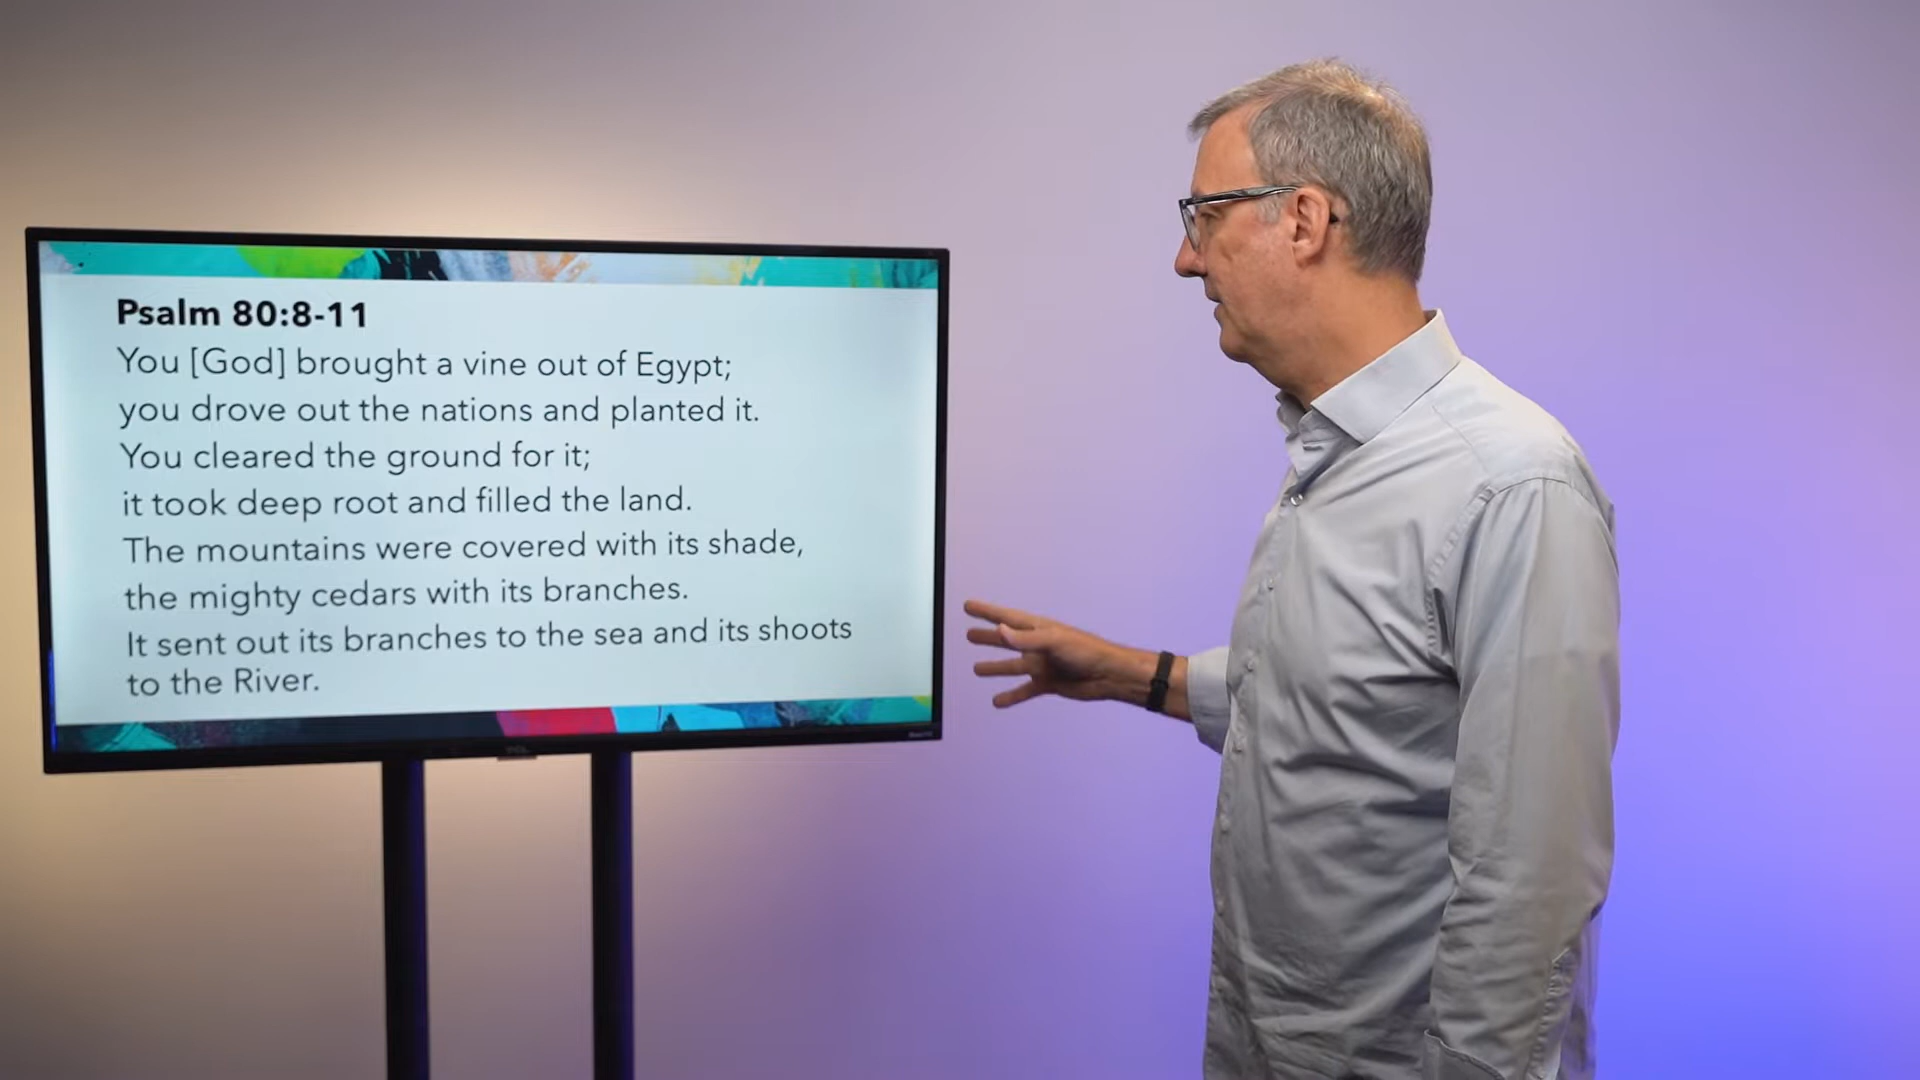 Psalm 80:8-11
You [God] brought a vine out of Egypt;
you drove out the nations and planted it.
You cleared the ground for it;
it took deep root and filled the land.
The mountains were covered with its shade,
the mighty cedars with its branches.
It sent out its branches to the sea and its shoots
to the River.
TCL